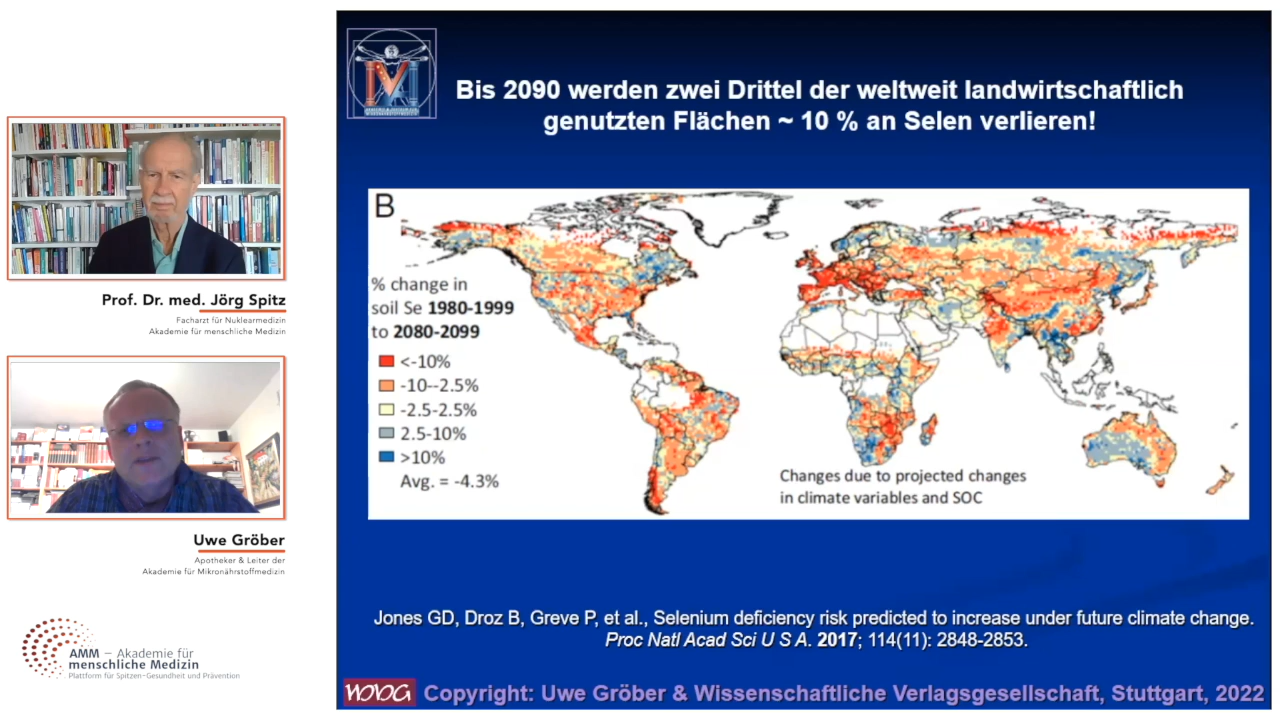 Bis 2090 werden zwei Drittel der weltweit landwirtschaftlich
genutzten Flächen ~ 10 % an Selen verlieren!
B
% change in
soil Se 1980-1999
to 2080-2099
<-10%
-10--2.5%
-2.5-2.5%
2.5-10%
>10%
Avg. = -4.3%
Changes due to projected changes
in climate variables and SOC
Jones GD, Droz B, Greve P, et al., Selenium deficiency risk predicted to increase under future climate change.
Proc Natl Acad Sci U S A. 2017; 114(11): 2848-2853.
Copyright: Uwe Gröber & Wissenschaftliche Verlagsgesellschaft, Stuttgart, 2022
Prof. Dr. med. Jörg Spitz
Facharzt für Nuklearmedizin
Akademie für menschliche Medizin
Uwe Gröber
Apotheker & Leiter der
Akademie für Mikronährstoffmedizin
AMM – Akademie für
menschliche Medizin
Plattform für Spitzen-Gesundheit und Prävention